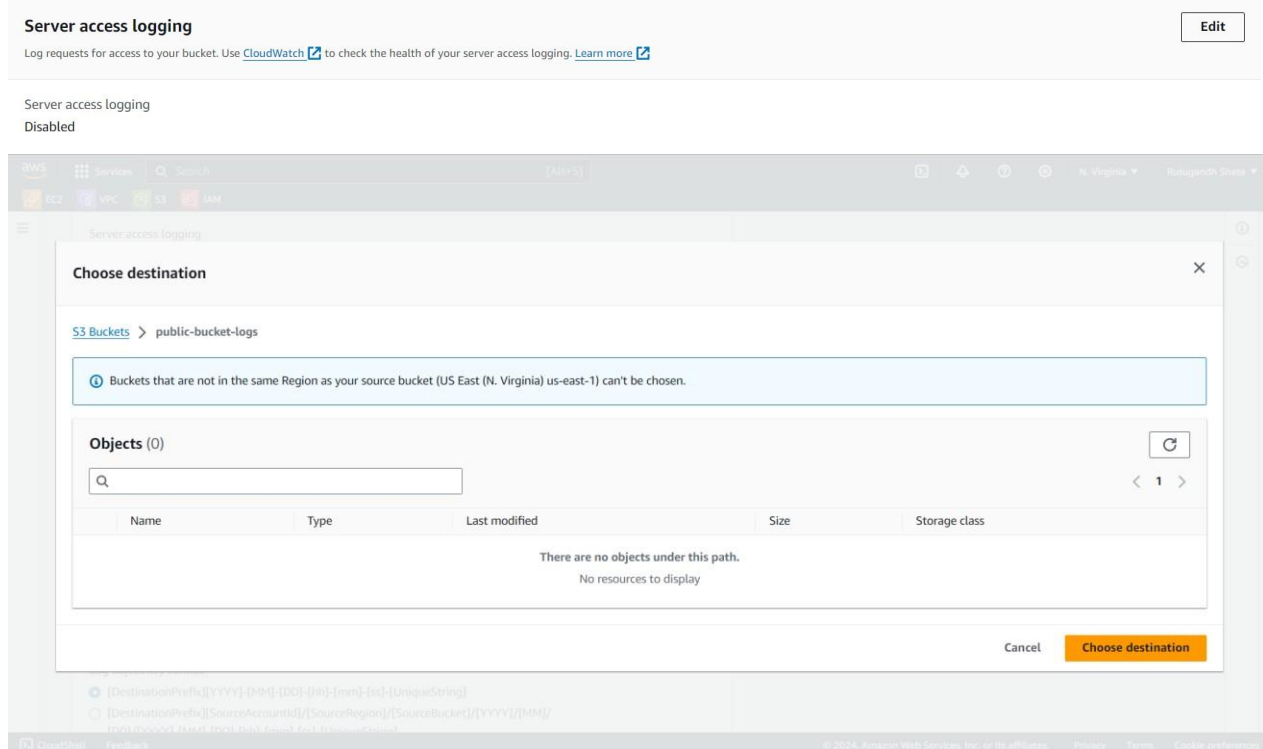 Server access logging
Edit
Log requests for access to your bucket. Use CloudWatch to check the health of your server access logging. Learn more
Server access logging
Disabled
aws Services Search [Alt+S] N. Virginia
EC2 VPC S3 IAM
Server access logging
Choose destination
S3 Buckets > public-bucket-logs
Buckets that are not in the same Region as your source bucket (US East (N. Virginia) us-east-1) can't be chosen.
Objects (0)
1
Name Type Last modified Size Storage class
There are no objects under this path.
No resources to display
Cancel Choose destination
[DestinationPrefix][YYYY]-[MM]-[DD]-[hh]-[mm]-[ss]-[UniqueString]
[DestinationPrefix][SourceAccountId]/[SourceRegion]/[SourceBucket]/[YYYY]/[MM]/
CloudShell Feedback © 2024, Amazon Web Services, Inc. or its affiliates. Privacy Terms Cookie preferences